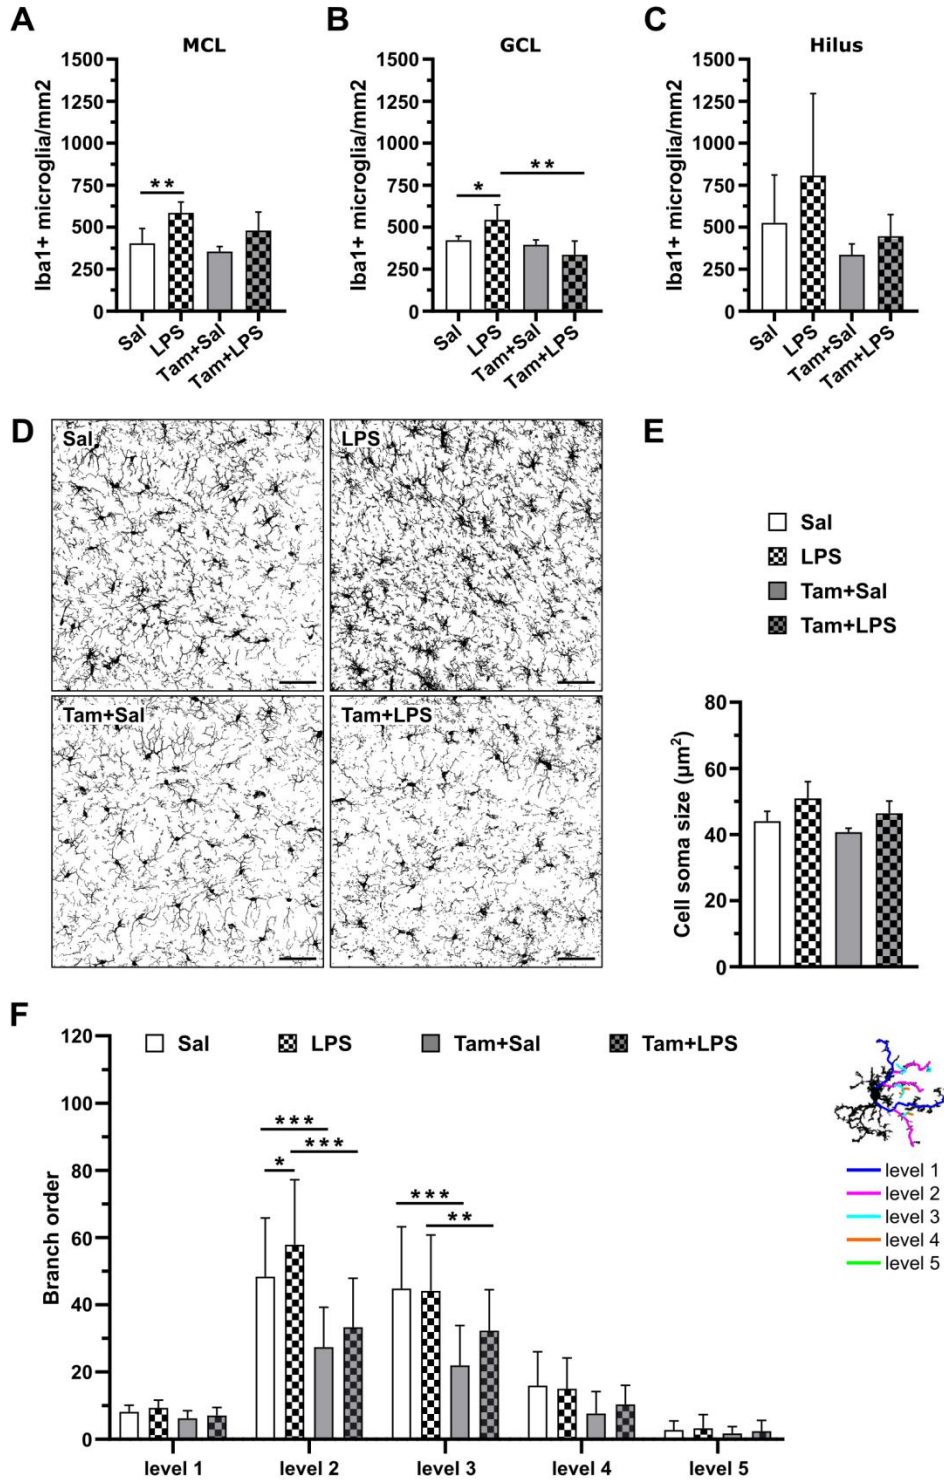 A
MCL
Iba1+ microglia/mm2
1500
1250
1000
750
500
250
0
**
Sal
LPS
Tam+Sal
Tam+LPS
B
GCL
Iba1+ microglia/mm2
1500
1250
1000
750
500
250
0
*
**
Sal
LPS
Tam+Sal
Tam+LPS
C
Hilus
Iba1+ microglia/mm2
1500
1250
1000
750
500
250
0
Sal
LPS
Tam+Sal
Tam+LPS
D
Sal
LPS
Tam+Sal
Tam+LPS
E
Sal
LPS
Tam+Sal
Tam+LPS
Cell soma size (µm²)
80
60
40
20
0
F
Sal
LPS
Tam+Sal
Tam+LPS
Branch order
120
100
80
60
40
20
0
***
***
*
***
**
level 1
level 2
level 3
level 4
level 5
level 1
level 2
level 3
level 4
level 5